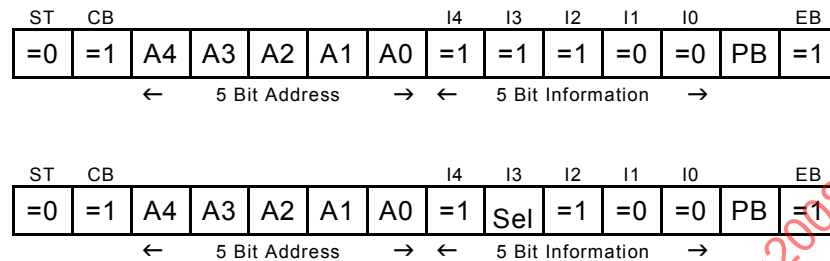 ST CB I4 I3 I2 I1 I0 EB
=0 =1 A4 A3 A2 A1 A0 =1 =1 =1 =0 =0 PB =1
← 5 Bit Address → ← 5 Bit Information →
ST CB I4 I3 I2 I1 I0 EB
=0 =1 A4 A3 A2 A1 A0 =1 Sel =1 =0 =0 PB =1
← 5 Bit Address → ← 5 Bit Information →